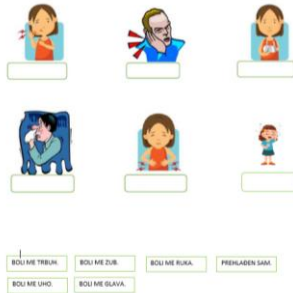 BOLI ME TRBUH. BOLI ME ZUB. BOLI ME RUKA. PREHLAĐEN SAM.
BOLI ME UHO. BOLI ME GLAVA.